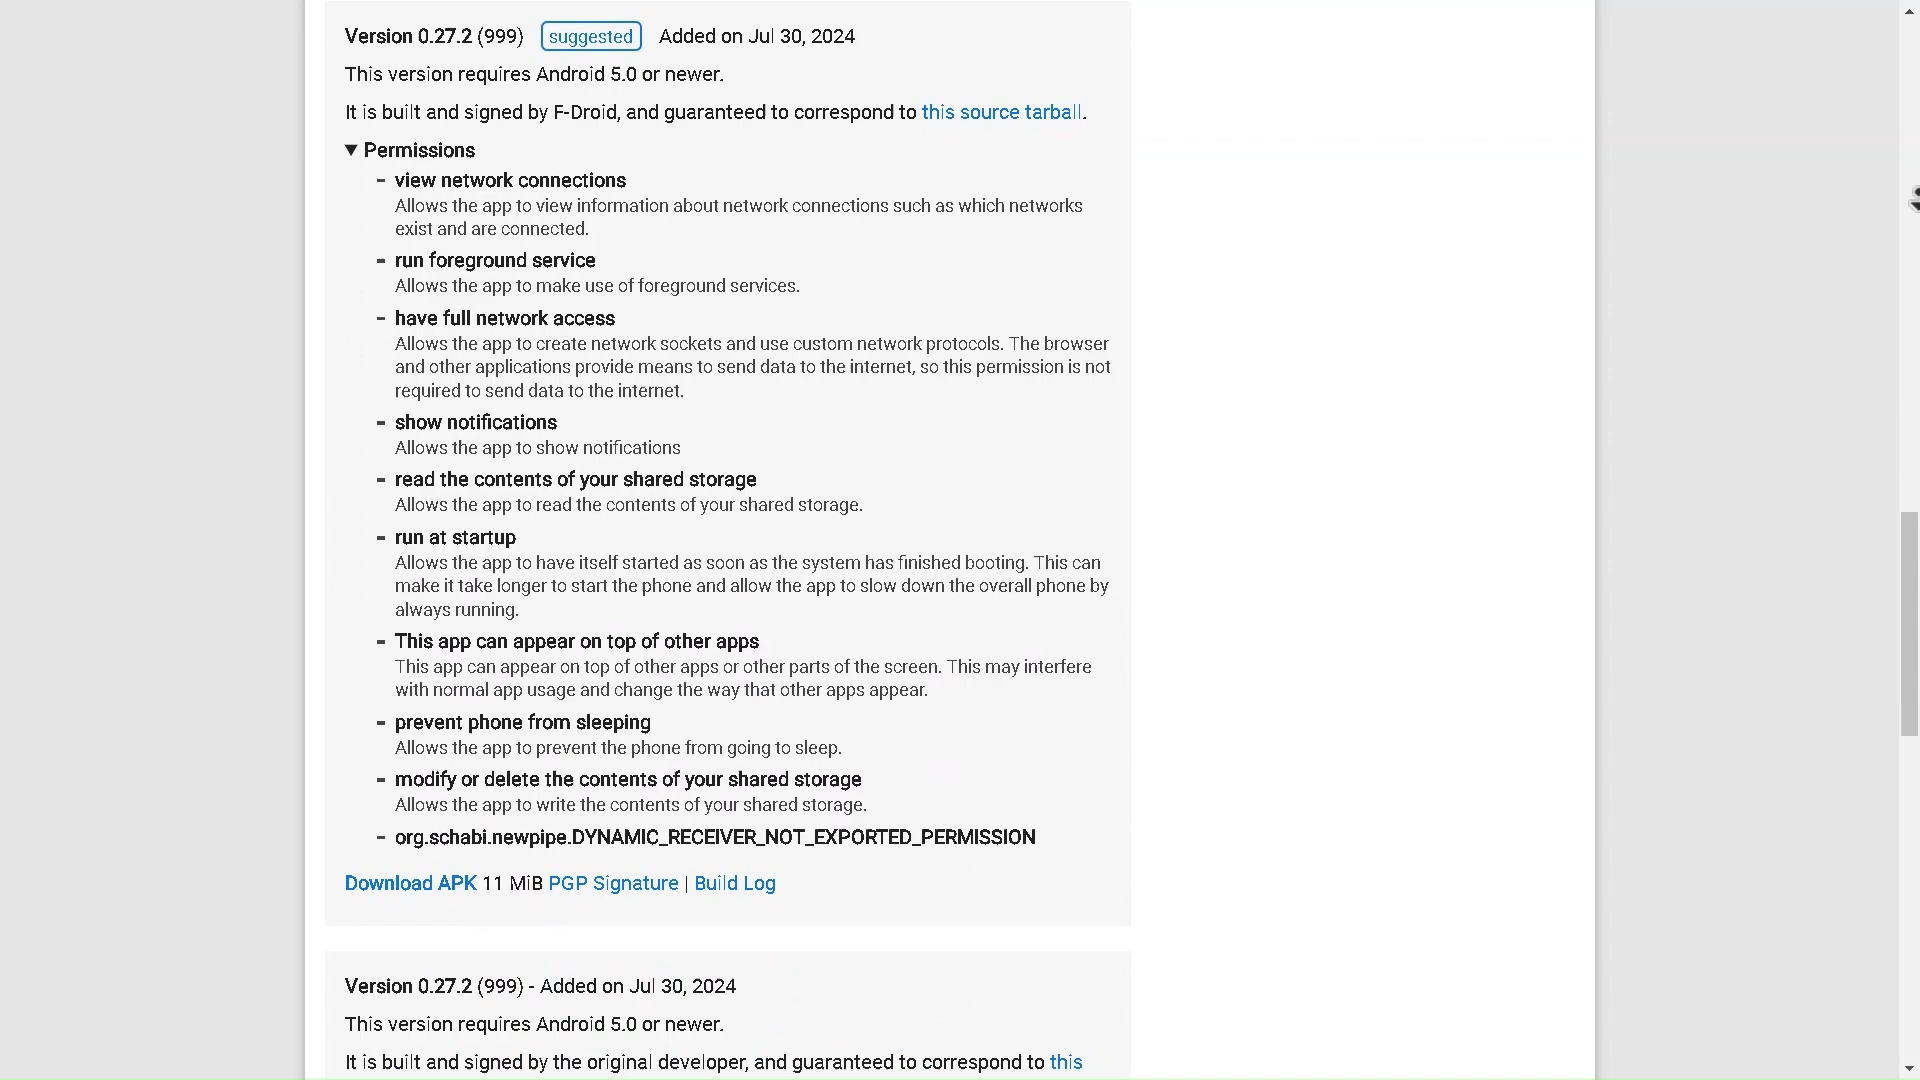 Version 0.27.2 (999) suggested Added on Jul 30, 2024
This version requires Android 5.0 or newer.
It is built and signed by F-Droid, and guaranteed to correspond to this source tarball.
▼ Permissions
- view network connections
Allows the app to view information about network connections such as which networks
exist and are connected.
- run foreground service
Allows the app to make use of foreground services.
- have full network access
Allows the app to create network sockets and use custom network protocols. The browser
and other applications provide means to send data to the internet, so this permission is not
required to send data to the internet.
- show notifications
Allows the app to show notifications
- read the contents of your shared storage
Allows the app to read the contents of your shared storage.
- run at startup
Allows the app to have itself started as soon as the system has finished booting. This can
make it take longer to start the phone and allow the app to slow down the overall phone by
always running.
- This app can appear on top of other apps
This app can appear on top of other apps or other parts of the screen. This may interfere
with normal app usage and change the way that other apps appear.
- prevent phone from sleeping
Allows the app to prevent the phone from going to sleep.
- modify or delete the contents of your shared storage
Allows the app to write the contents of your shared storage.
- org.schabi.newpipe.DYNAMIC_RECEIVER_NOT_EXPORTED_PERMISSION
Download APK 11 MiB PGP Signature | Build Log
Version 0.27.2 (999) - Added on Jul 30, 2024
This version requires Android 5.0 or newer.
It is built and signed by the original developer, and guaranteed to correspond to this